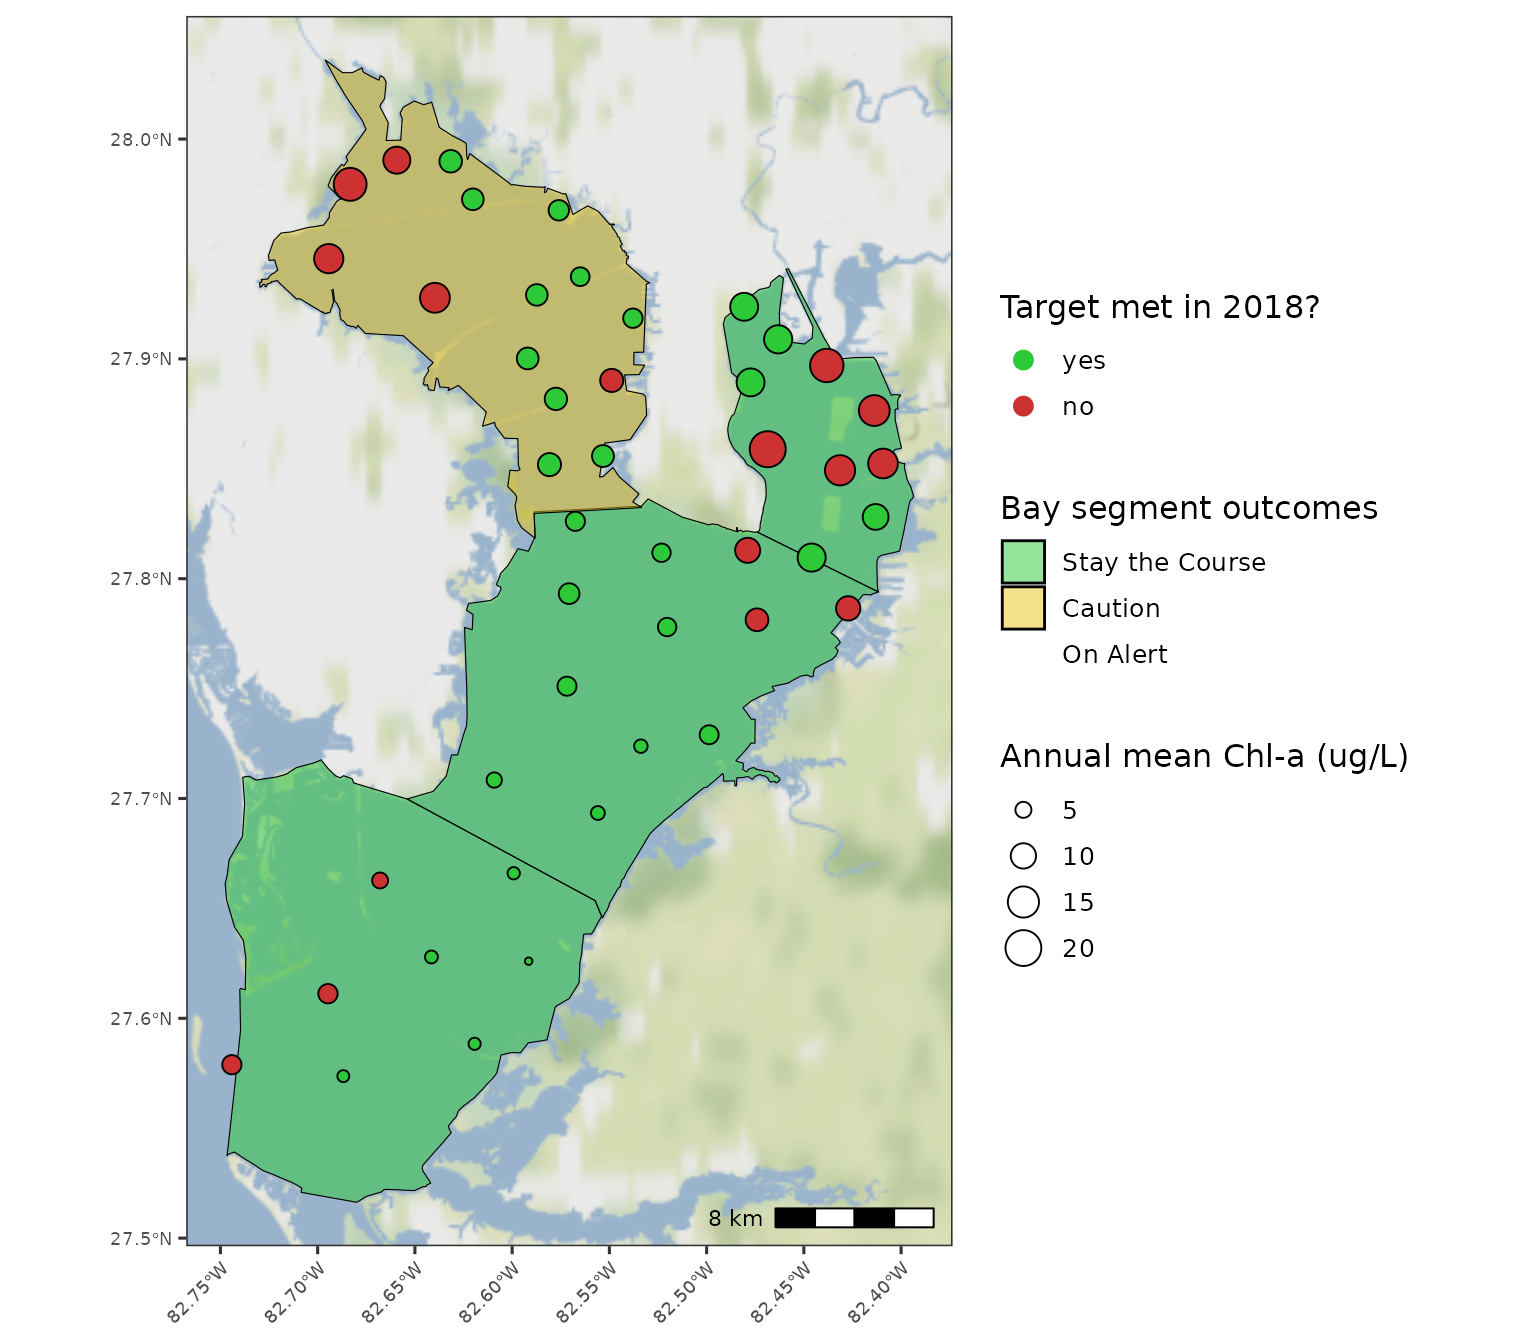 28.0°N
27.9°N
27.8°N
27.7°N
27.6°N
27.5°N
82.75°W
82.70°W
82.65°W
82.60°W
82.55°W
82.50°W
82.45°W
82.40°W
8 km
Target met in 2018?
yes
no
Bay segment outcomes
Stay the Course
Caution
On Alert
Annual mean Chl-a (ug/L)
5
10
15
20